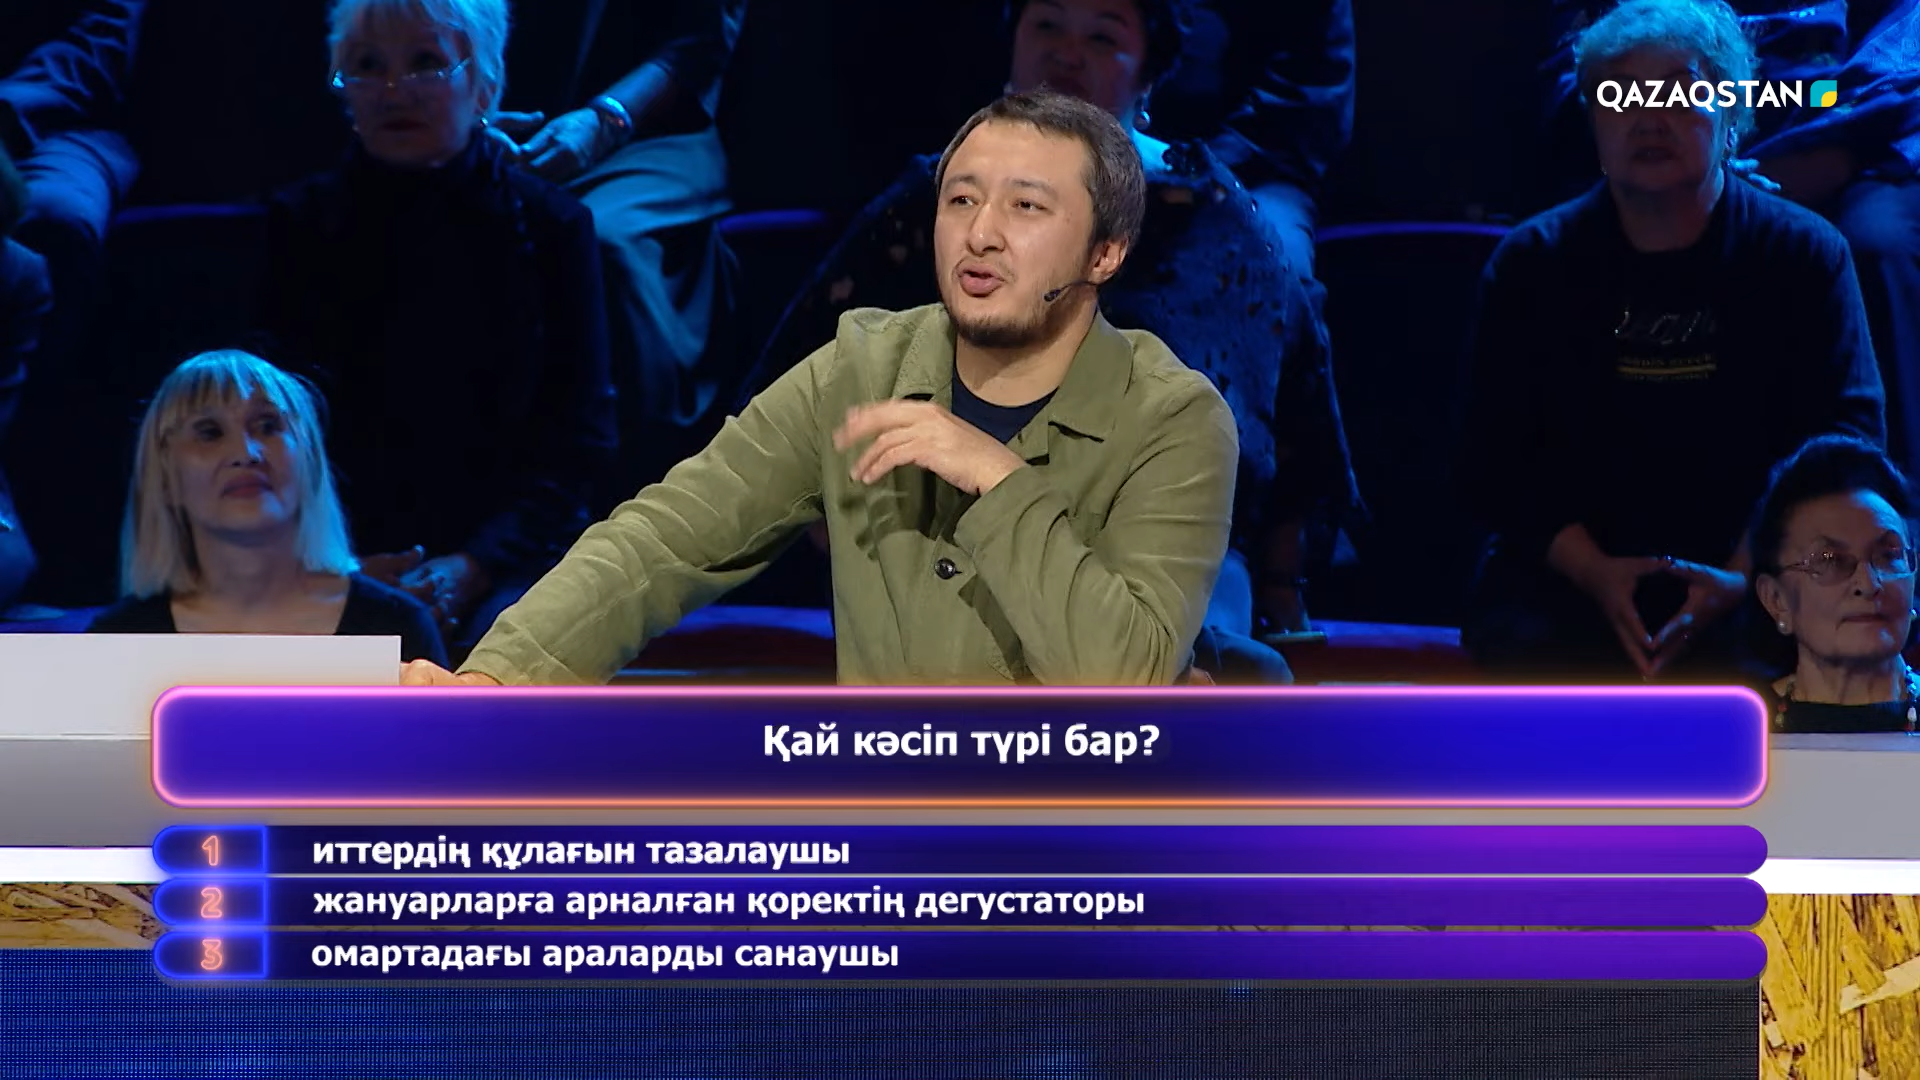 QAZAQSTAN
Қай кәсіп түрі бар?
1 иттердің құлағын тазалаушы
2 жануарларға арналған қоректің дегустаторы
3 омартадағы араларды санаушы